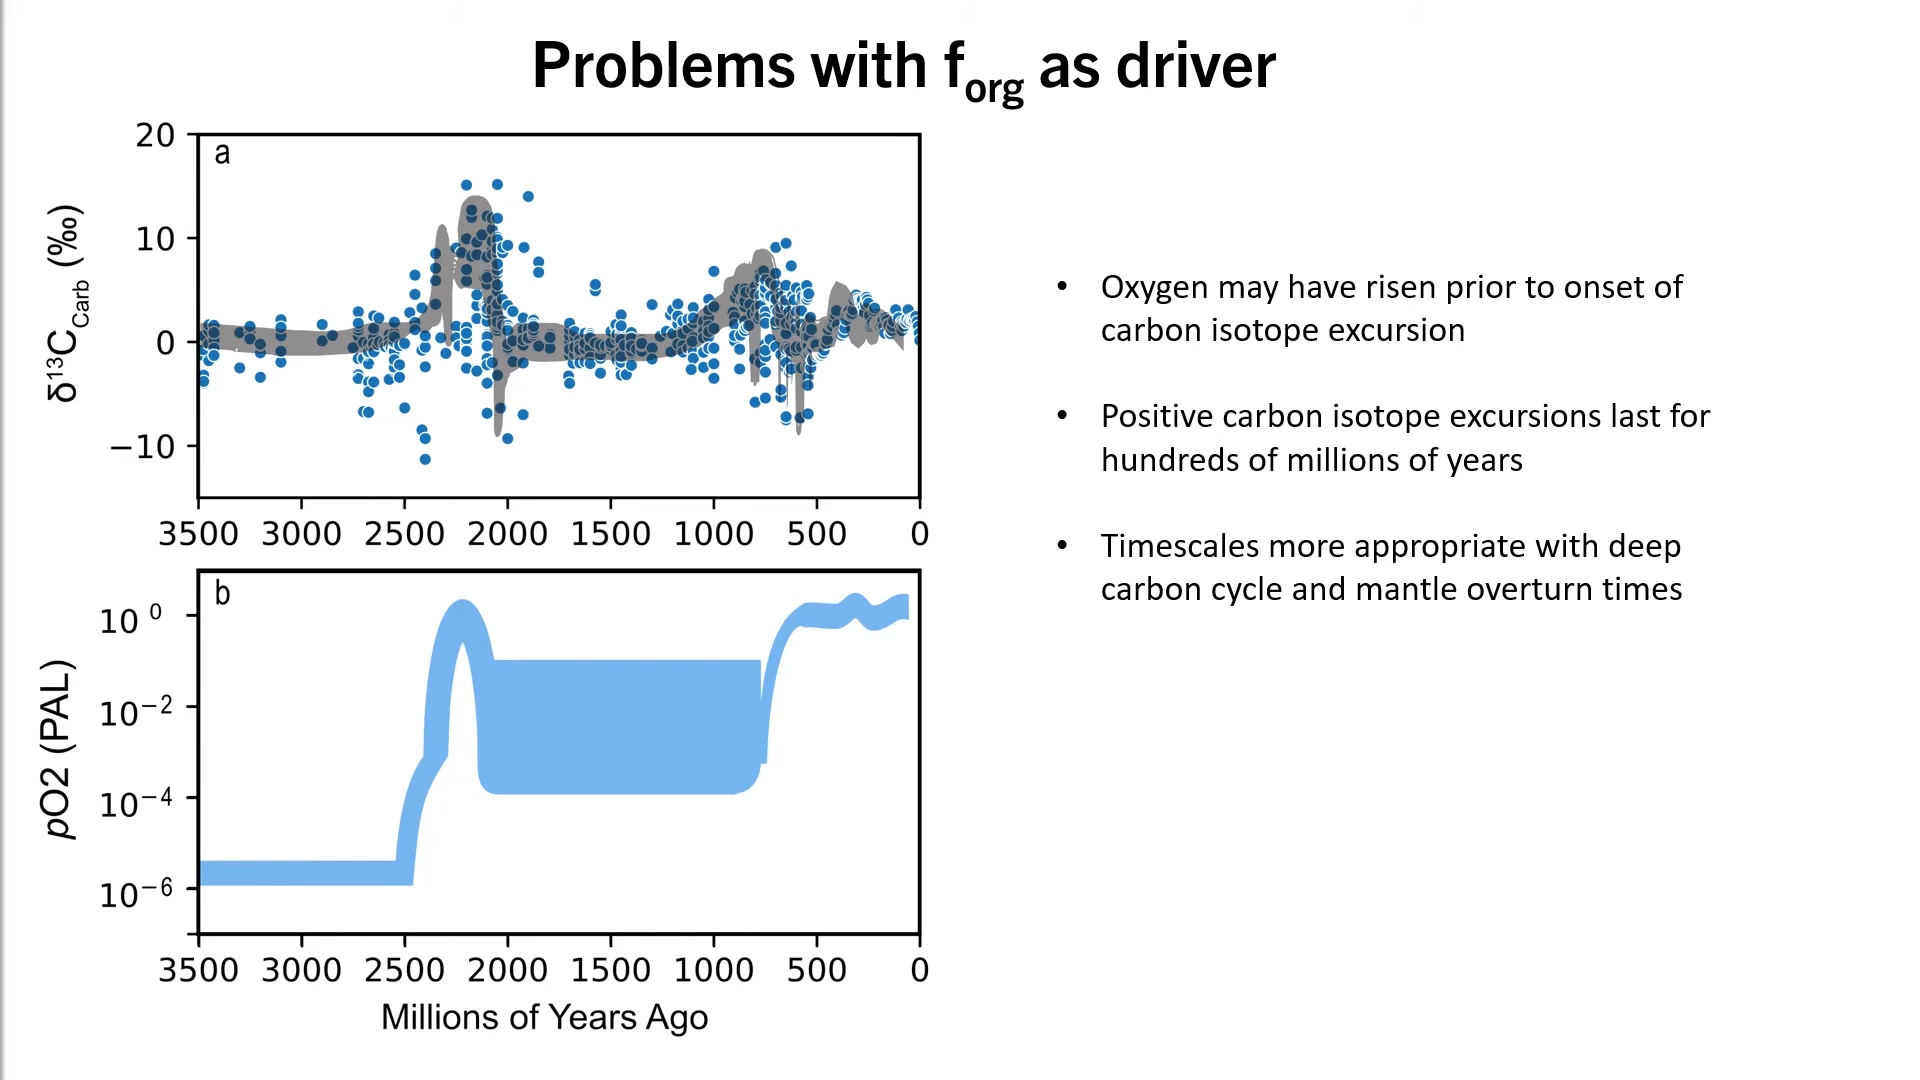 Problems with forg as driver
20
10
0
−10
a
δ13CCarb (‰)
3500 3000 2500 2000 1500 1000 500 0
b
10 0
10−2
10−4
10−6
pO2 (PAL)
3500 3000 2500 2000 1500 1000 500 0
Millions of Years Ago
• Oxygen may have risen prior to onset of
carbon isotope excursion
• Positive carbon isotope excursions last for
hundreds of millions of years
• Timescales more appropriate with deep
carbon cycle and mantle overturn times